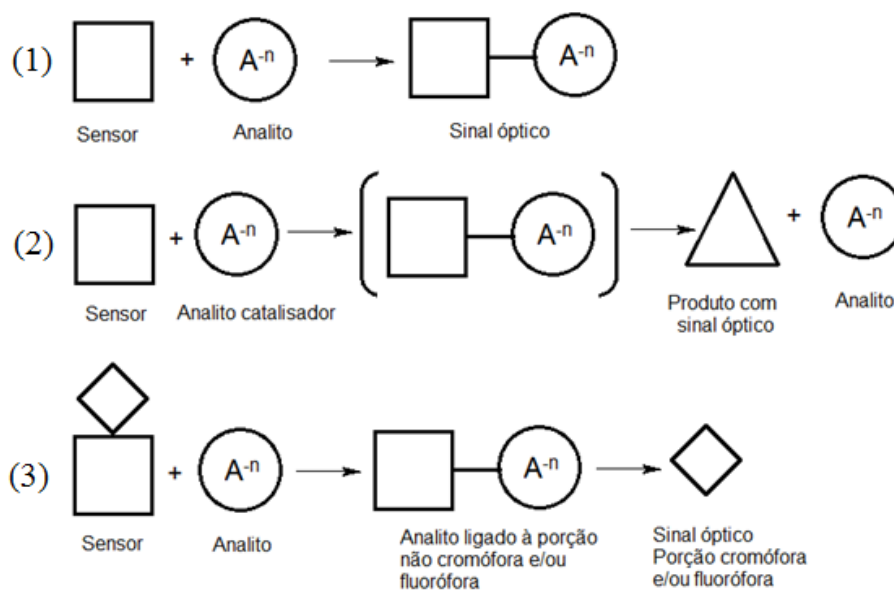 (1)
+
A-n
A-n
Sensor
Analito
Sinal óptico
(2)
+
A-n
A-n
+
A-n
Sensor
Analito catalisador
Produto com
sinal óptico
Analito
(3)
+
A-n
A-n
Sensor
Analito
Analito ligado à porção
não cromófora e/ou
fluorófora
Sinal óptico
Porção cromófora
e/ou fluorófora